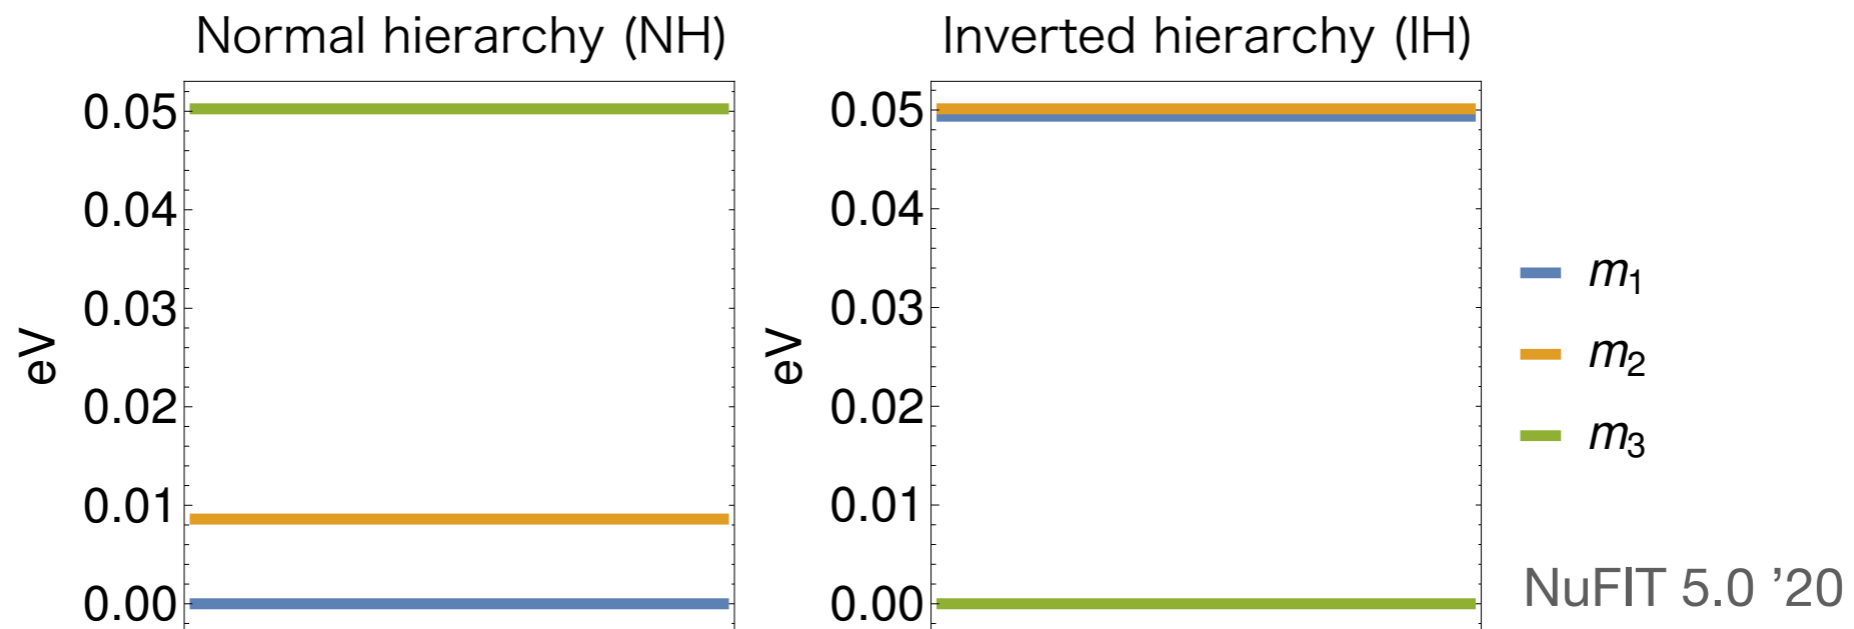 Normal hierarchy (NH)
eV
0.05
0.04
0.03
0.02
0.01
0.00
Inverted hierarchy (IH)
eV
0.05
0.04
0.03
0.02
0.01
0.00
m₁
m₂
m₃
NuFIT 5.0 ’20